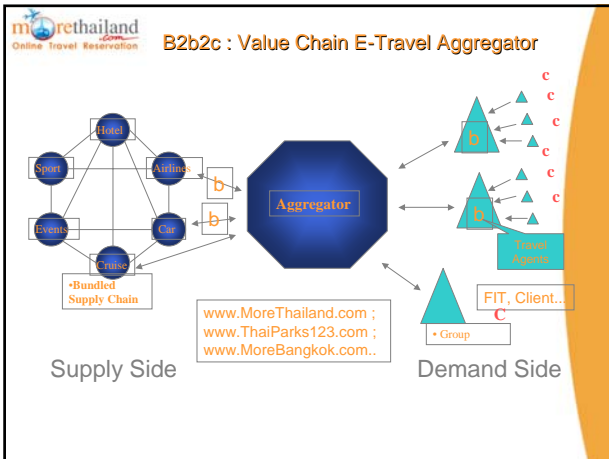 m rethailand
.com
Online Travel Reservation
B2b2c : Value Chain E-Travel Aggregator
Hotel
Sport
Airlines
Events
Car
Cruise
•Bundled
Supply Chain
b
b
Aggregator
www.MoreThailand.com ;
www.ThaiParks123.com ;
www.MoreBangkok.com..
Supply Side
c
c
c
b
c
c
c
b
Travel
Agents
FIT, Client...
C
• Group
Demand Side